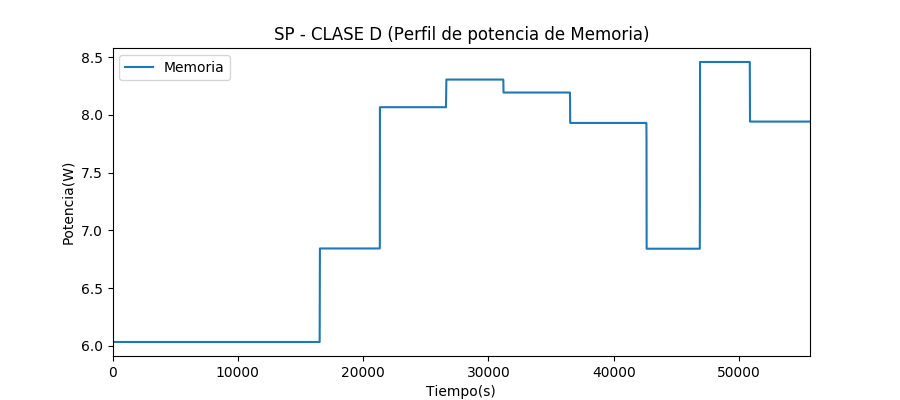 SP - CLASE D (Perfil de potencia de Memoria)
Memoria
Potencia(W)
8.5
8.0
7.5
7.0
6.5
6.0
0 10000 20000 30000 40000 50000
Tiempo(s)